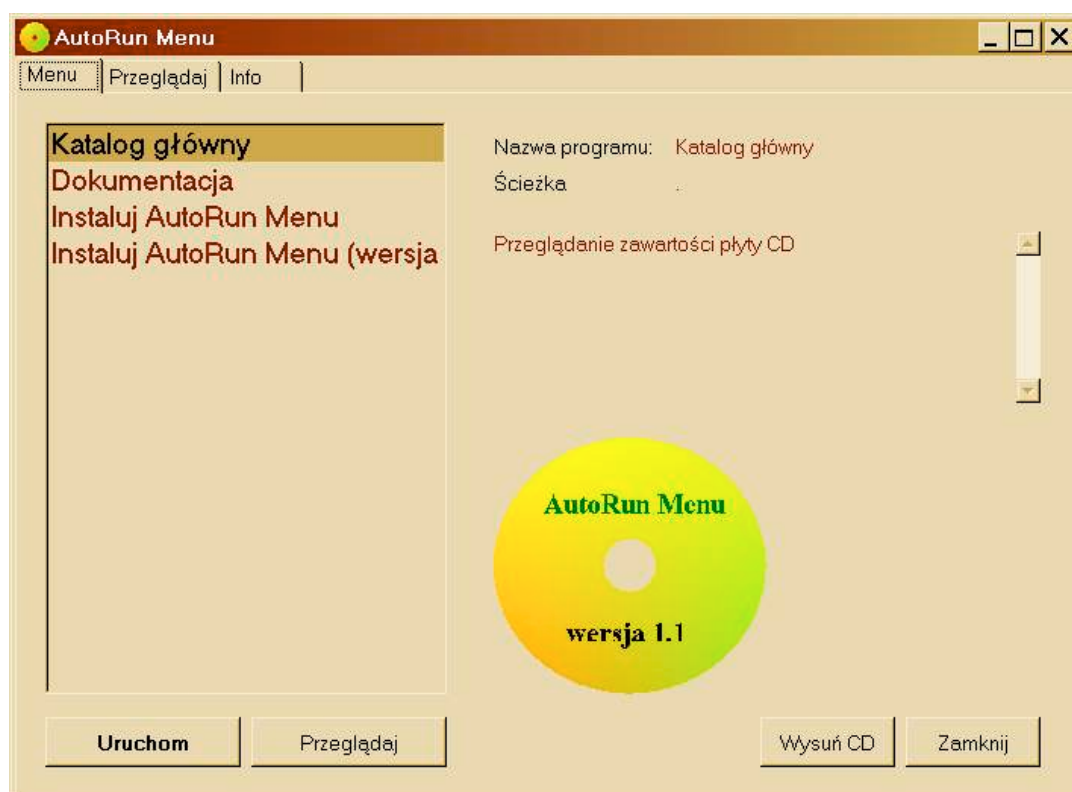 AutoRun Menu
Menu Przeglądaj Info
Katalog główny
Dokumentacja
Instaluj AutoRun Menu
Instaluj AutoRun Menu (wersja
Nazwa programu: Katalog główny
Ścieżka .
Przeglądanie zawartości płyty CD
AutoRun Menu
wersja 1.1
Uruchom Przeglądaj Wysuń CD Zamknij